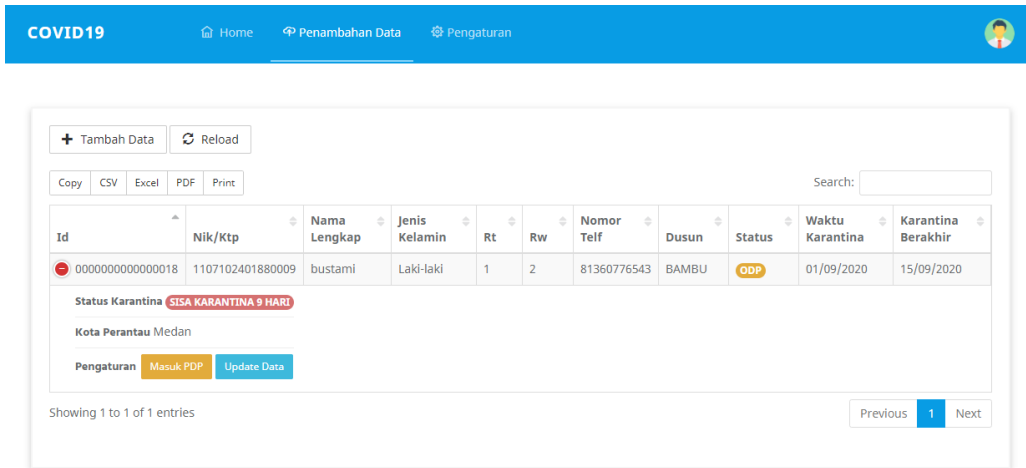 COVID19 Home Penambahan Data Pengaturan
Tambah Data Reload
Copy CSV Excel PDF Print Search:
Id Nik/Ktp Nama Lengkap Jenis Kelamin Rt Rw Nomor Telf Dusun Status Waktu Karantina Karantina Berakhir
0000000000000018 1107102401880009 bustami Laki-laki 1 2 81360776543 BAMBU ODP 01/09/2020 15/09/2020
Status Karantina SISA KARANTINA 9 HARI
Kota Perantau Medan
Pengaturan Masuk PDP Update Data
Showing 1 to 1 of 1 entries Previous 1 Next